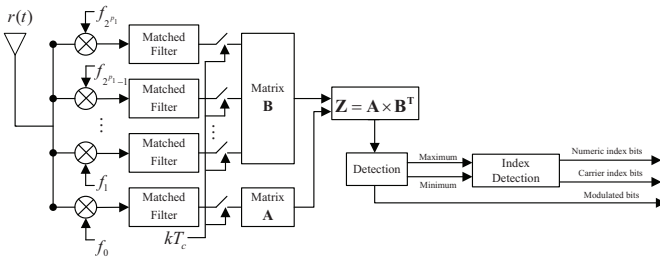 r(t)
f_{2^{p_1}}
Matched
Filter
f_{2^{p_1}-1}
Matched
Filter
Matrix
B
Z = A × B^T
⋮
Matched
Filter
f_1
Detection
Maximum
Minimum
Index
Detection
Numeric index bits
Carrier index bits
Modulated bits
Matched
Filter
Matrix
A
kT_c
f_0